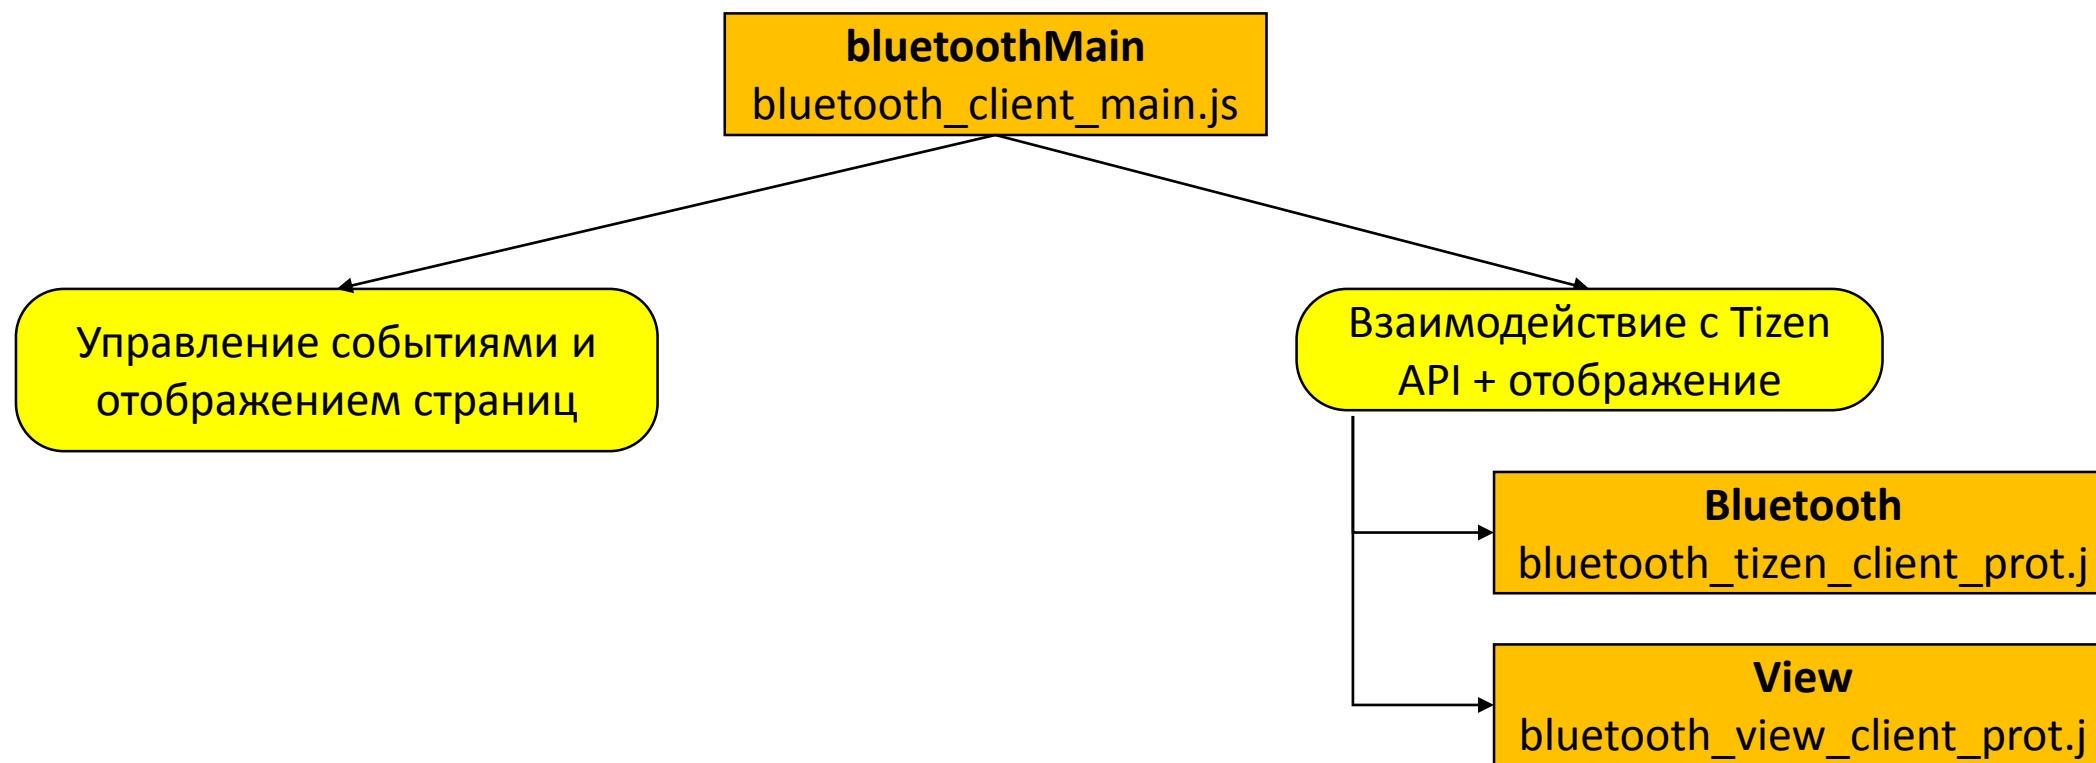 bluetoothMain
bluetooth_client_main.js
Управление событиями и
отображением страниц
Взаимодействие с Tizen
API + отображение
Bluetooth
bluetooth_tizen_client_prot.j
View
bluetooth_view_client_prot.j